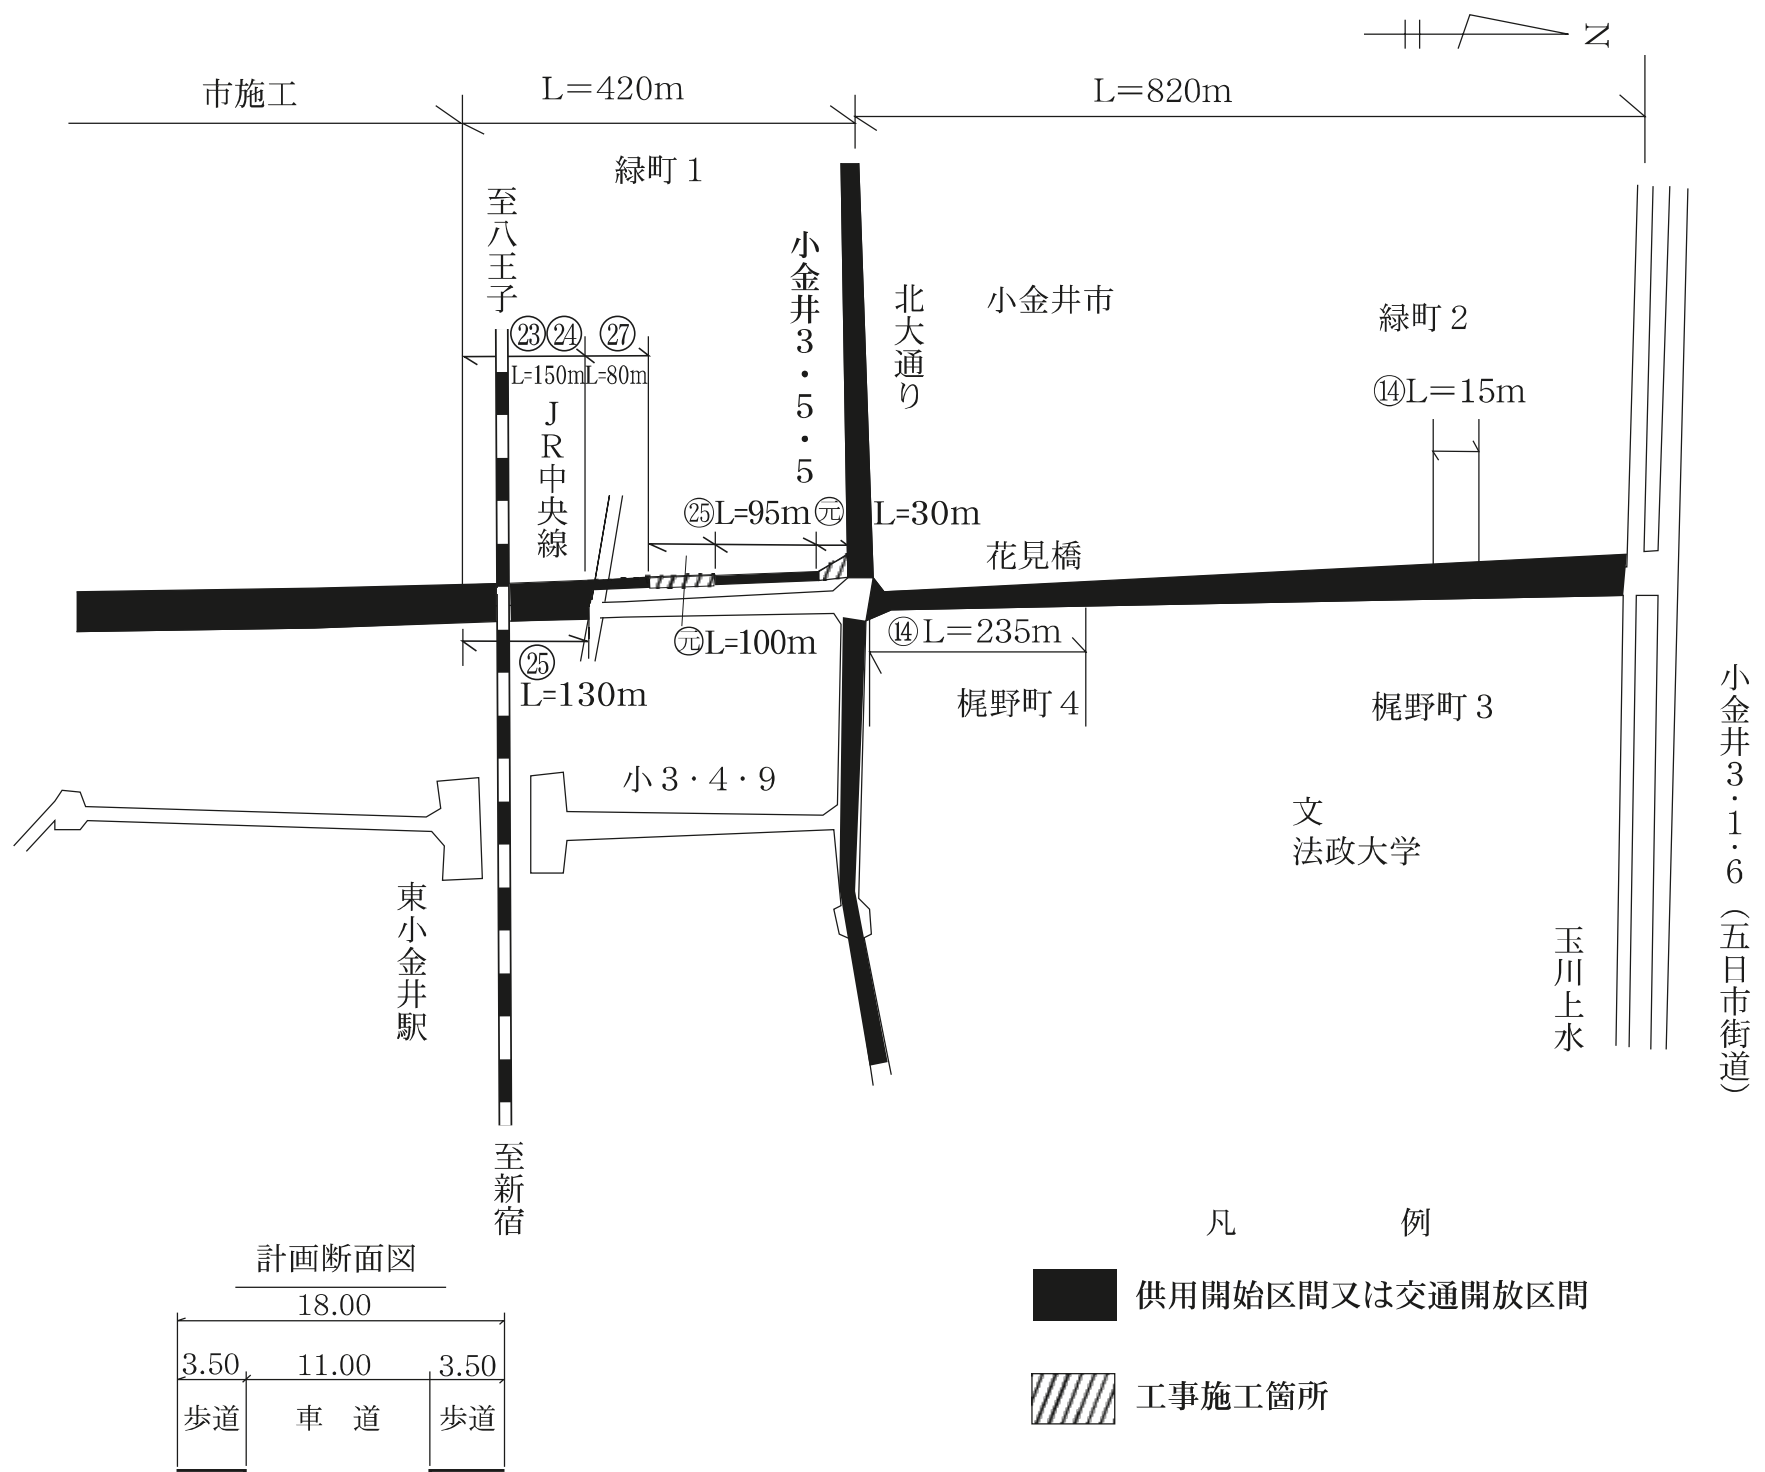 N
市施工
L=420m
L=820m
緑町1
至八王子
小金井3・5・5
北大通り
小金井市
緑町2
㉓㉔
㉗
L=150m
L=80m
⑭L=15m
JR中央線
㉕L=95m
㋾L=30m
花見橋
㋾L=100m
⑭L=235m
㉕
L=130m
梶野町4
梶野町3
小金井3・1・6（五日市街道）
小3・4・9
文
法政大学
東小金井駅
玉川上水
至新宿
計画断面図
18.00
3.50
11.00
3.50
歩道
車 道
歩道
凡 例
供用開始区間又は交通開放区間
工事施工箇所